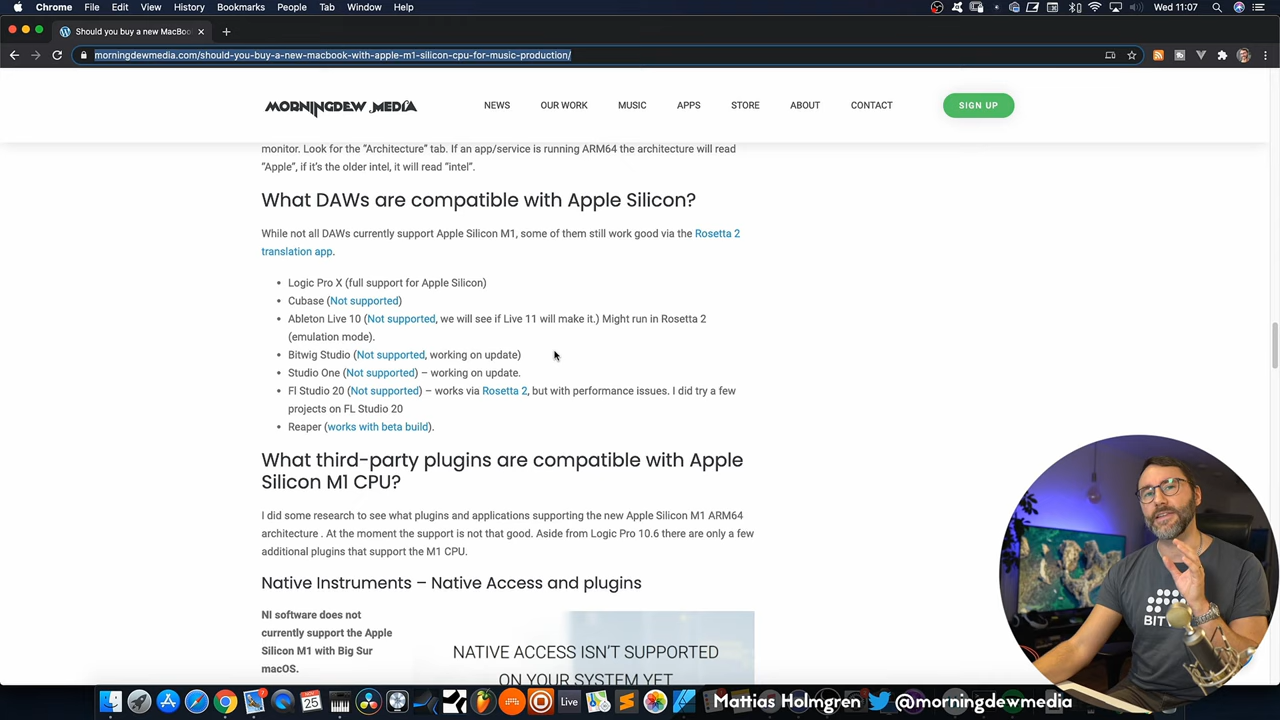 Chrome File Edit View History Bookmarks People Tab Window Help
Wed 11:07
Should you buy a new MacBo
morningdewmedia.com/should-you-buy-a-new-macbook-with-apple-m1-silicon-cpu-for-music-production/
MORNINGDEW MEDIA NEWS OUR WORK MUSIC APPS STORE ABOUT CONTACT SIGN UP
monitor. Look for the “Architecture” tab. If an app/service is running ARM64 the architecture will read
“Apple”, if it’s the older intel, it will read “intel”.
What DAWs are compatible with Apple Silicon?
While not all DAWs currently support Apple Silicon M1, some of them still work good via the Rosetta 2
translation app.
• Logic Pro X (full support for Apple Silicon)
• Cubase (Not supported)
• Ableton Live 10 (Not supported, we will see if Live 11 will make it.) Might run in Rosetta 2
(emulation mode).
• Bitwig Studio (Not supported, working on update)
• Studio One (Not supported) – working on update.
• Fl Studio 20 (Not supported) – works via Rosetta 2, but with performance issues. I did try a few
projects on FL Studio 20
• Reaper (works with beta build).
What third-party plugins are compatible with Apple
Silicon M1 CPU?
I did some research to see what plugins and applications supporting the new Apple Silicon M1 ARM64
architecture . At the moment the support is not that good. Aside from Logic Pro 10.6 there are only a few
additional plugins that support the M1 CPU.
Native Instruments – Native Access and plugins
NI software does not
currently support the Apple
Silicon M1 with Big Sur
macOS.
NATIVE ACCESS ISN’T SUPPORTED
ON YOUR SYSTEM YET
BIT
NOV
25
Live
Mattias Holmgren @morningdewmedia